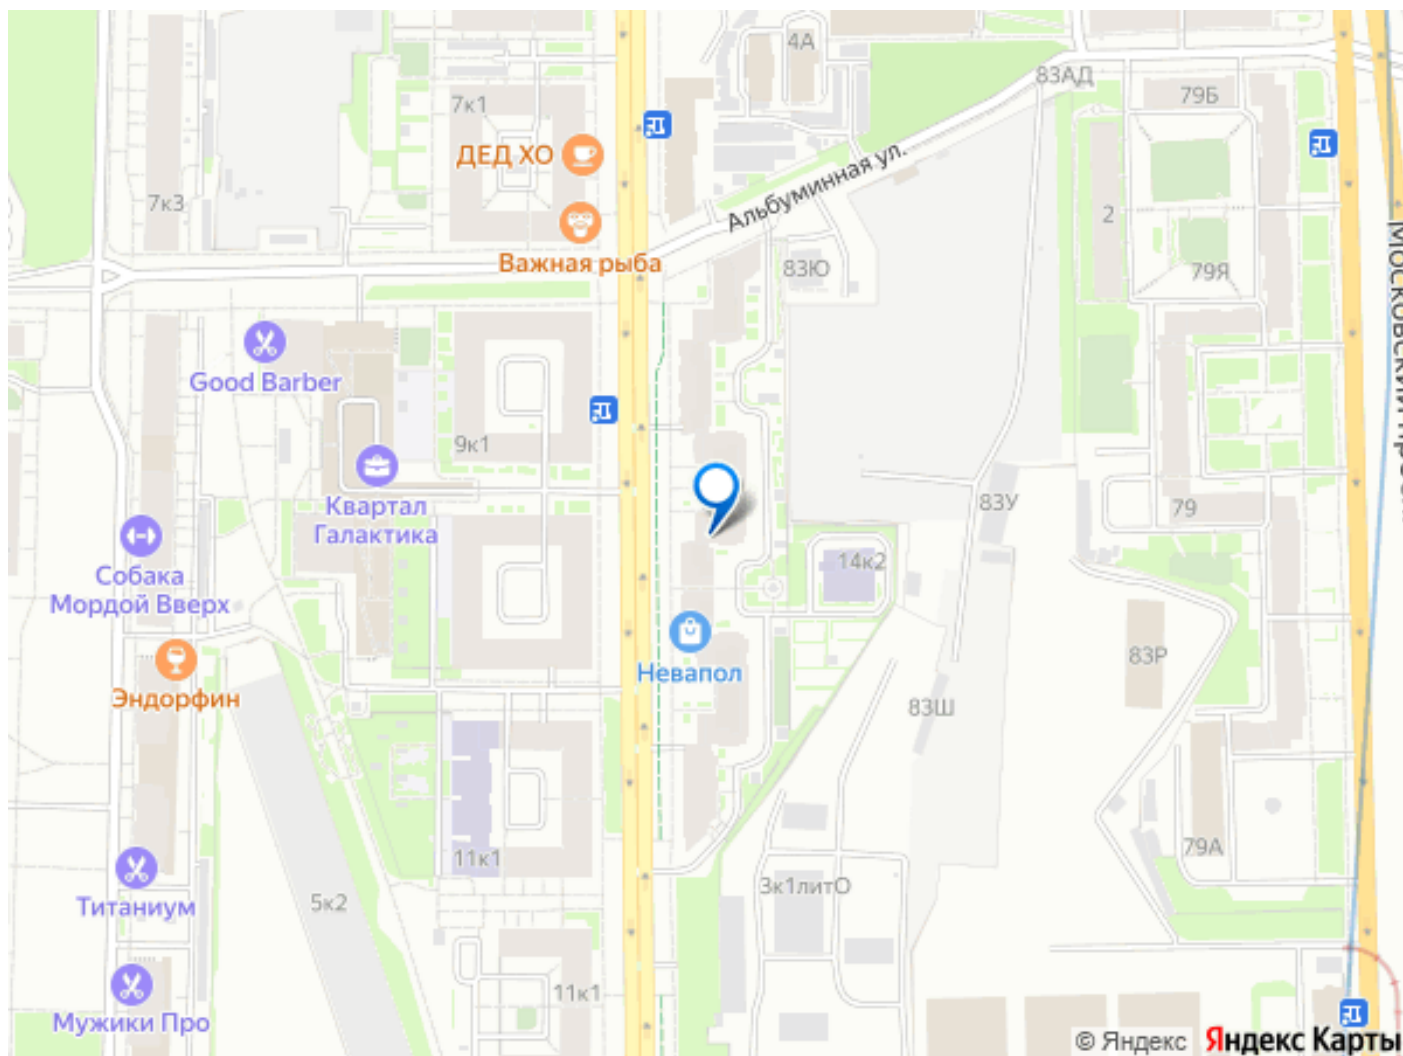 4А
83АД
79Б
7к1
ДЕД ХО
Альбуминная ул.
7к3
2
Важная рыба
83Ю
79Я
Московский
Good Barber
9к1
Квартал
Галактика
83У
79
14к2
Собака
Мордой Вверх
Невапол
83Р
Эндорфин
83Ш
11к1
79А
3к1литО
Титаниум
5к2
11к1
Мужики Про
© Яндекс
Яндекс Карты